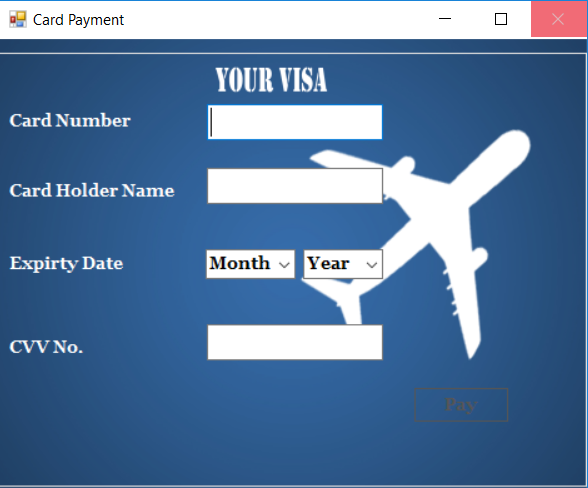 Card Payment
YOUR VISA
Card Number
Card Holder Name
Expirty Date Month Year
CVV No.
Pay